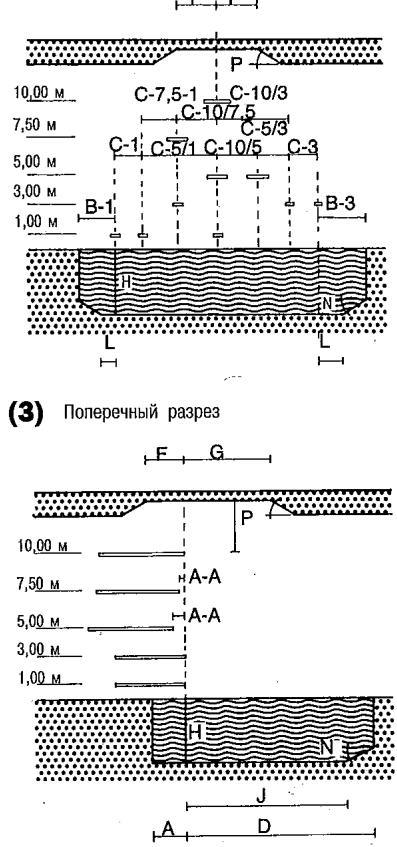 P
10,00 м
C-7,5-1 C-10/3
C-10/7,5
7,50 м
C-5/3
C-1 C-5/1 C-10/5 C-3
5,00 м
3,00 м
B-1 B-3
1,00 м
H N
L L
(3) Поперечный разрез
F G
P
10,00 м
A-A
7,50 м
A-A
5,00 м
3,00 м
1,00 м
H N
J
A D